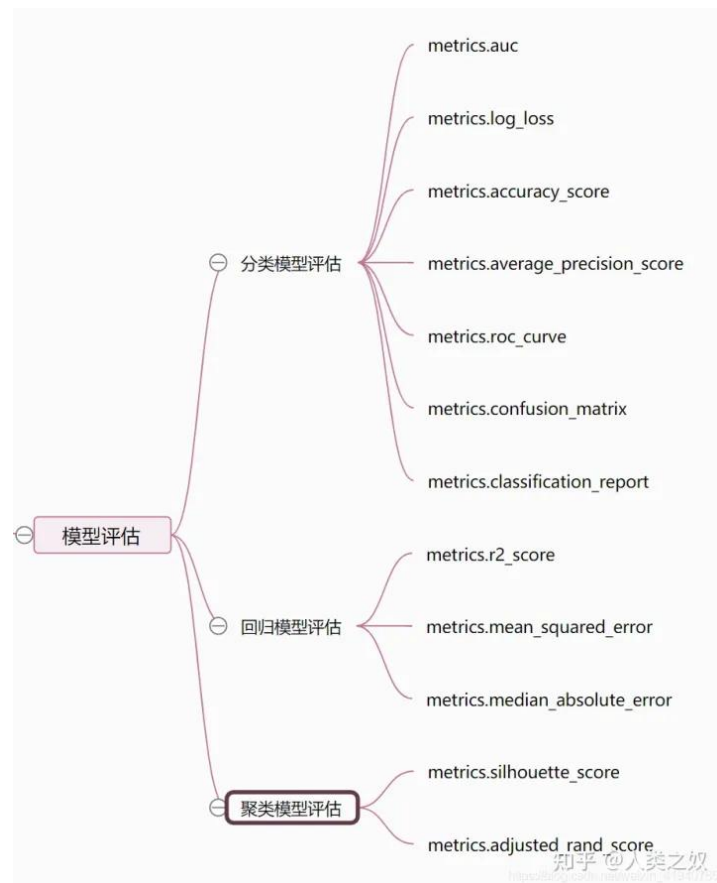 模型评估
分类模型评估
metrics.auc
metrics.log_loss
metrics.accuracy_score
metrics.average_precision_score
metrics.roc_curve
metrics.confusion_matrix
metrics.classification_report
回归模型评估
metrics.r2_score
metrics.mean_squared_error
metrics.median_absolute_error
聚类模型评估
metrics.silhouette_score
metrics.adjusted_rand_score
知乎 @人类之奴